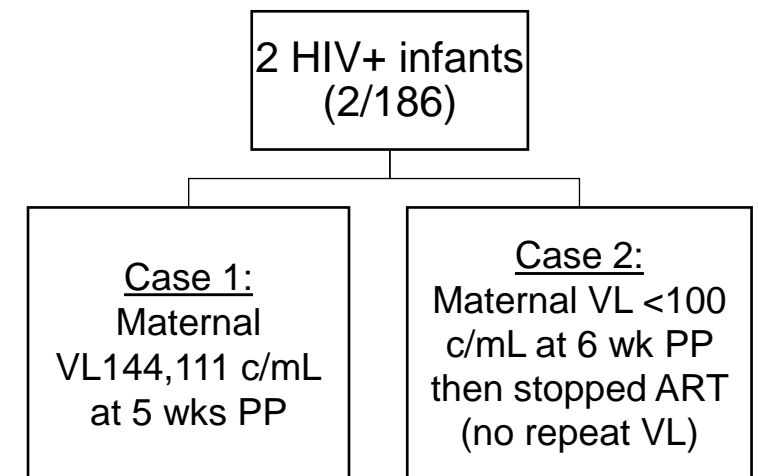 2 HIV+ infants
(2/186)
Case 1:
Maternal
VL144,111 c/mL
at 5 wks PP
Case 2:
Maternal VL <100
c/mL at 6 wk PP
then stopped ART
(no repeat VL)